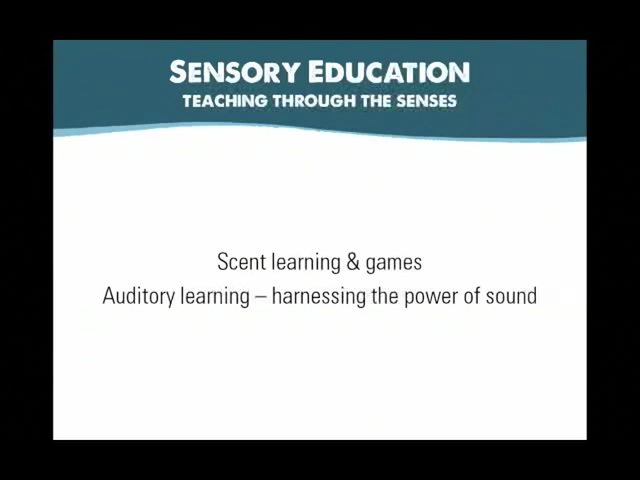 SENSORY EDUCATION
TEACHING THROUGH THE SENSES
Scent learning & games
Auditory learning – harnessing the power of sound